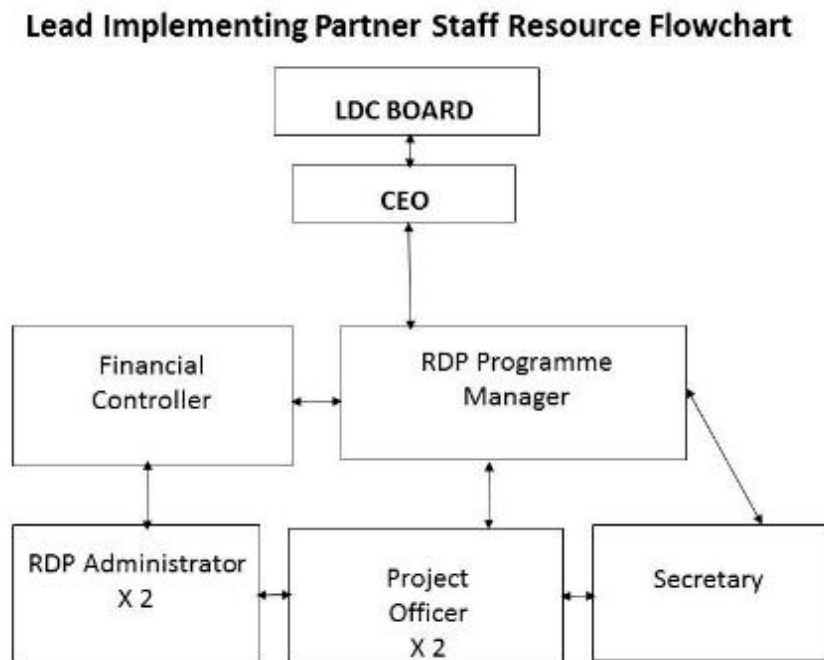 Lead Implementing Partner Staff Resource Flowchart
LDC BOARD
CEO
Financial
Controller
RDP Programme
Manager
RDP Administrator
X 2
Project
Officer
X 2
Secretary